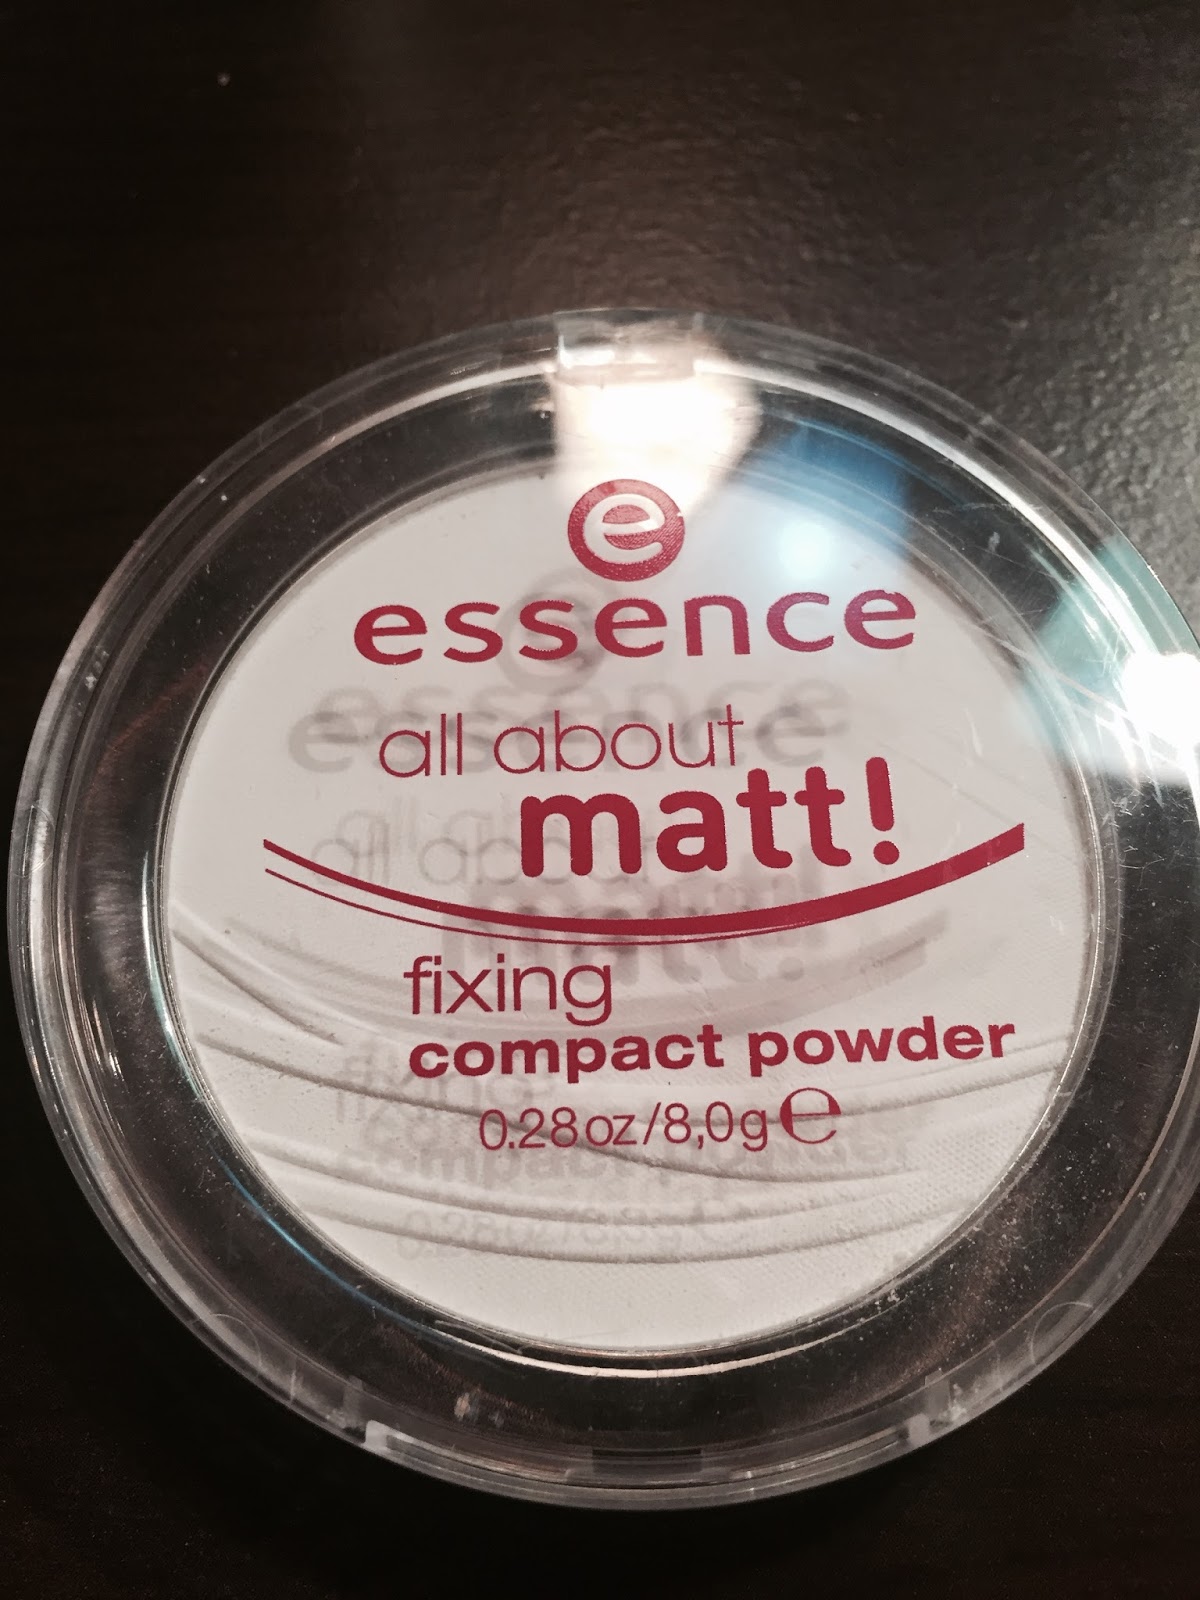 e
essence
all about
matt!
fixing
compact powder
0.28oz/8,0g ℮